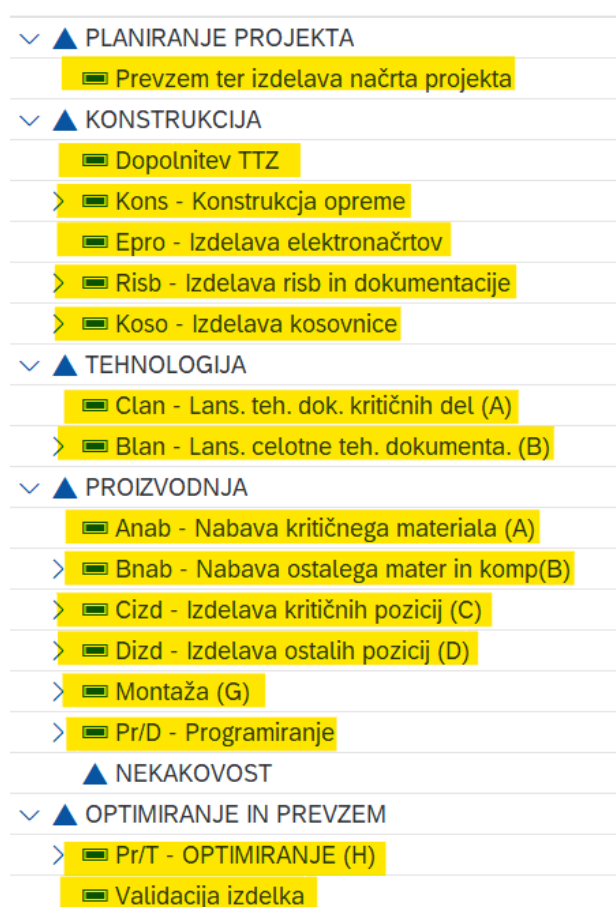 PLANIRANJE PROJEKTA
Prevzem ter izdelava načrta projekta
KONSTRUKCIJA
Dopolnitev TTZ
Kons - Konstrukcja opreme
Epro - Izdelava elektronačrtov
Risb - Izdelava risb in dokumentacije
Koso - Izdelava kosovnice
TEHNOLOGIJA
Clan - Lans. teh. dok. kritičnih del (A)
Blan - Lans. celotne teh. dokumenta. (B)
PROIZVODNJA
Anab - Nabava kritičnega materiala (A)
Bnab - Nabava ostalega mater in komp(B)
Cizd - Izdelava kritičnih pozicij (C)
Dizd - Izdelava ostalih pozicij (D)
Montaža (G)
Pr/D - Programiranje
NEKAKOVOST
OPTIMIRANJE IN PREVZEM
Pr/T - OPTIMIRANJE (H)
Validacija izdelka